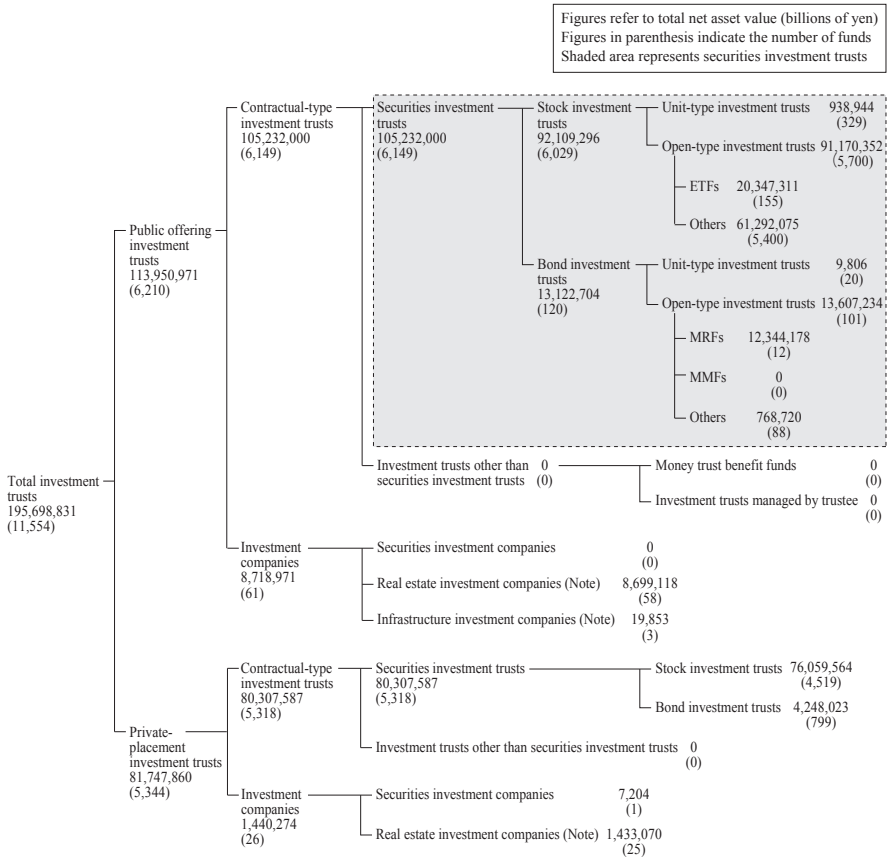 Figures refer to total net asset value (billions of yen)
Figures in parenthesis indicate the number of funds
Shaded area represents securities investment trusts
Total investment
trusts
195,698,831
(11,554)
Public offering
investment
trusts
113,950,971
(6,210)
Contractual-type
investment trusts
105,232,000
(6,149)
Securities investment
trusts
105,232,000
(6,149)
Stock investment
trusts
92,109,296
(6,029)
Unit-type investment trusts 938,944
(329)
Open-type investment trusts 91,170,352
(5,700)
ETFs 20,347,311
(155)
Others 61,292,075
(5,400)
Bond investment
trusts
13,122,704
(120)
Unit-type investment trusts 9,806
(20)
Open-type investment trusts 13,607,234
(101)
MRFs 12,344,178
(12)
MMFs 0
(0)
Others 768,720
(88)
Investment trusts other than 0
securities investment trusts (0)
Money trust benefit funds 0
(0)
Investment trusts managed by trustee 0
(0)
Investment
companies
8,718,971
(61)
Securities investment companies 0
(0)
Real estate investment companies (Note) 8,699,118
(58)
Infrastructure investment companies (Note) 19,853
(3)
Private-
placement
investment trusts
81,747,860
(5,344)
Contractual-type
investment trusts
80,307,587
(5,318)
Securities investment trusts
80,307,587
(5,318)
Stock investment trusts 76,059,564
(4,519)
Bond investment trusts 4,248,023
(799)
Investment trusts other than securities investment trusts 0
(0)
Investment
companies
1,440,274
(26)
Securities investment companies 7,204
(1)
Real estate investment companies (Note) 1,433,070
(25)